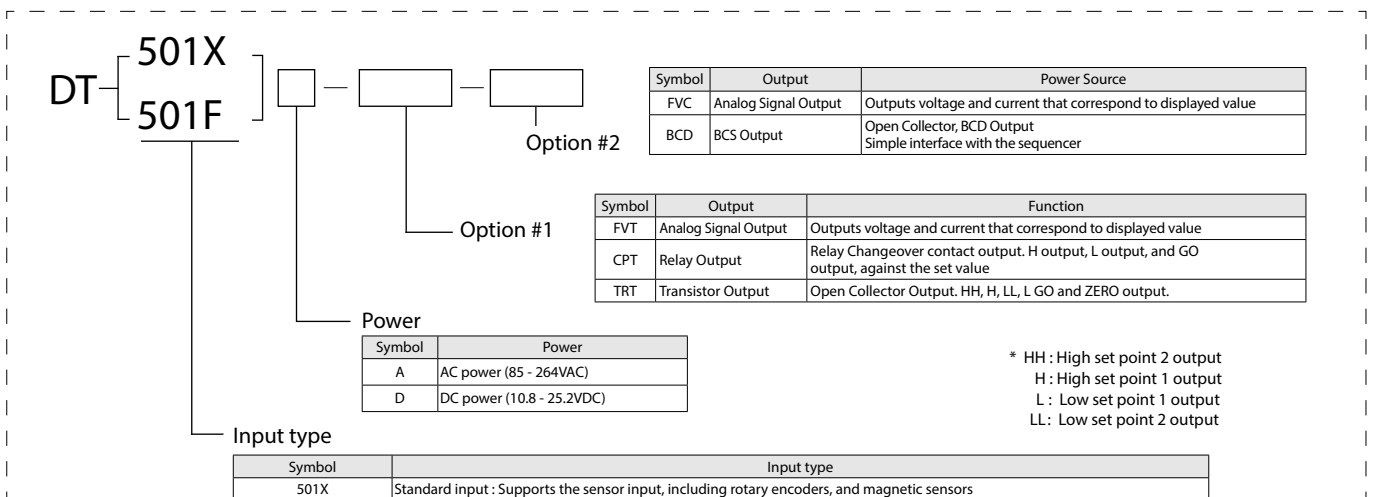 DT
501X
501F
Option #2
Symbol Output Power Source
FVC Analog Signal Output Outputs voltage and current that correspond to displayed value
BCD BCS Output Open Collector, BCD Output
Simple interface with the sequencer
Option #1
Symbol Output Function
FVT Analog Signal Output Outputs voltage and current that correspond to displayed value
CPT Relay Output Relay Changeover contact output. H output, L output, and GO
output, against the set value
TRT Transistor Output Open Collector Output. HH, H, LL, L GO and ZERO output.
Power
Symbol Power
A AC power (85 - 264VAC)
D DC power (10.8 - 25.2VDC)
* HH : High set point 2 output
H : High set point 1 output
L : Low set point 1 output
LL : Low set point 2 output
Input type
Symbol Input type
501X Standard input : Supports the sensor input, including rotary encoders, and magnetic sensors